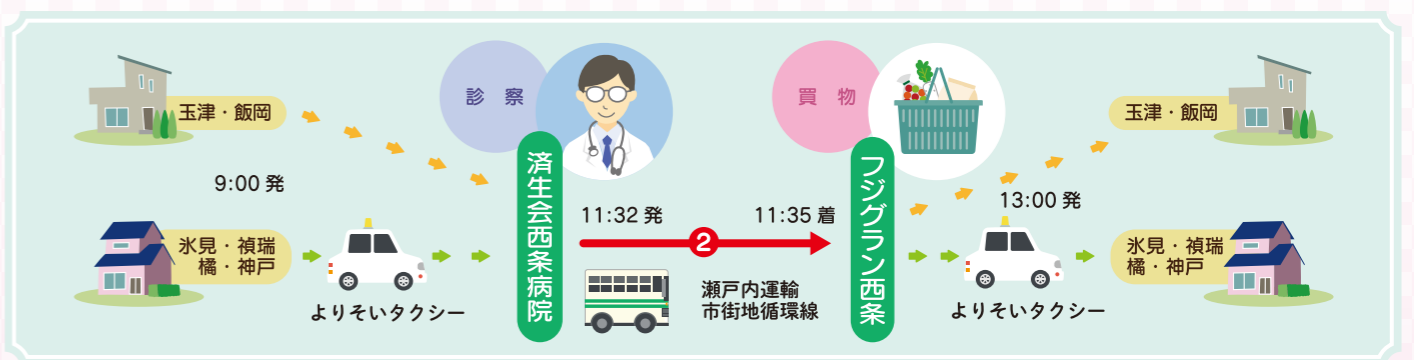 玉津・飯岡
9:00 発
氷見・禎瑞
橘・神戸
よりそいタクシー
診 察
済生会西条病院
11:32 発
11:35 着
2
瀬戸内運輸
市街地循環線
買 物
フジグラン西条
13:00 発
よりそいタクシー
玉津・飯岡
氷見・禎瑞
橘・神戸